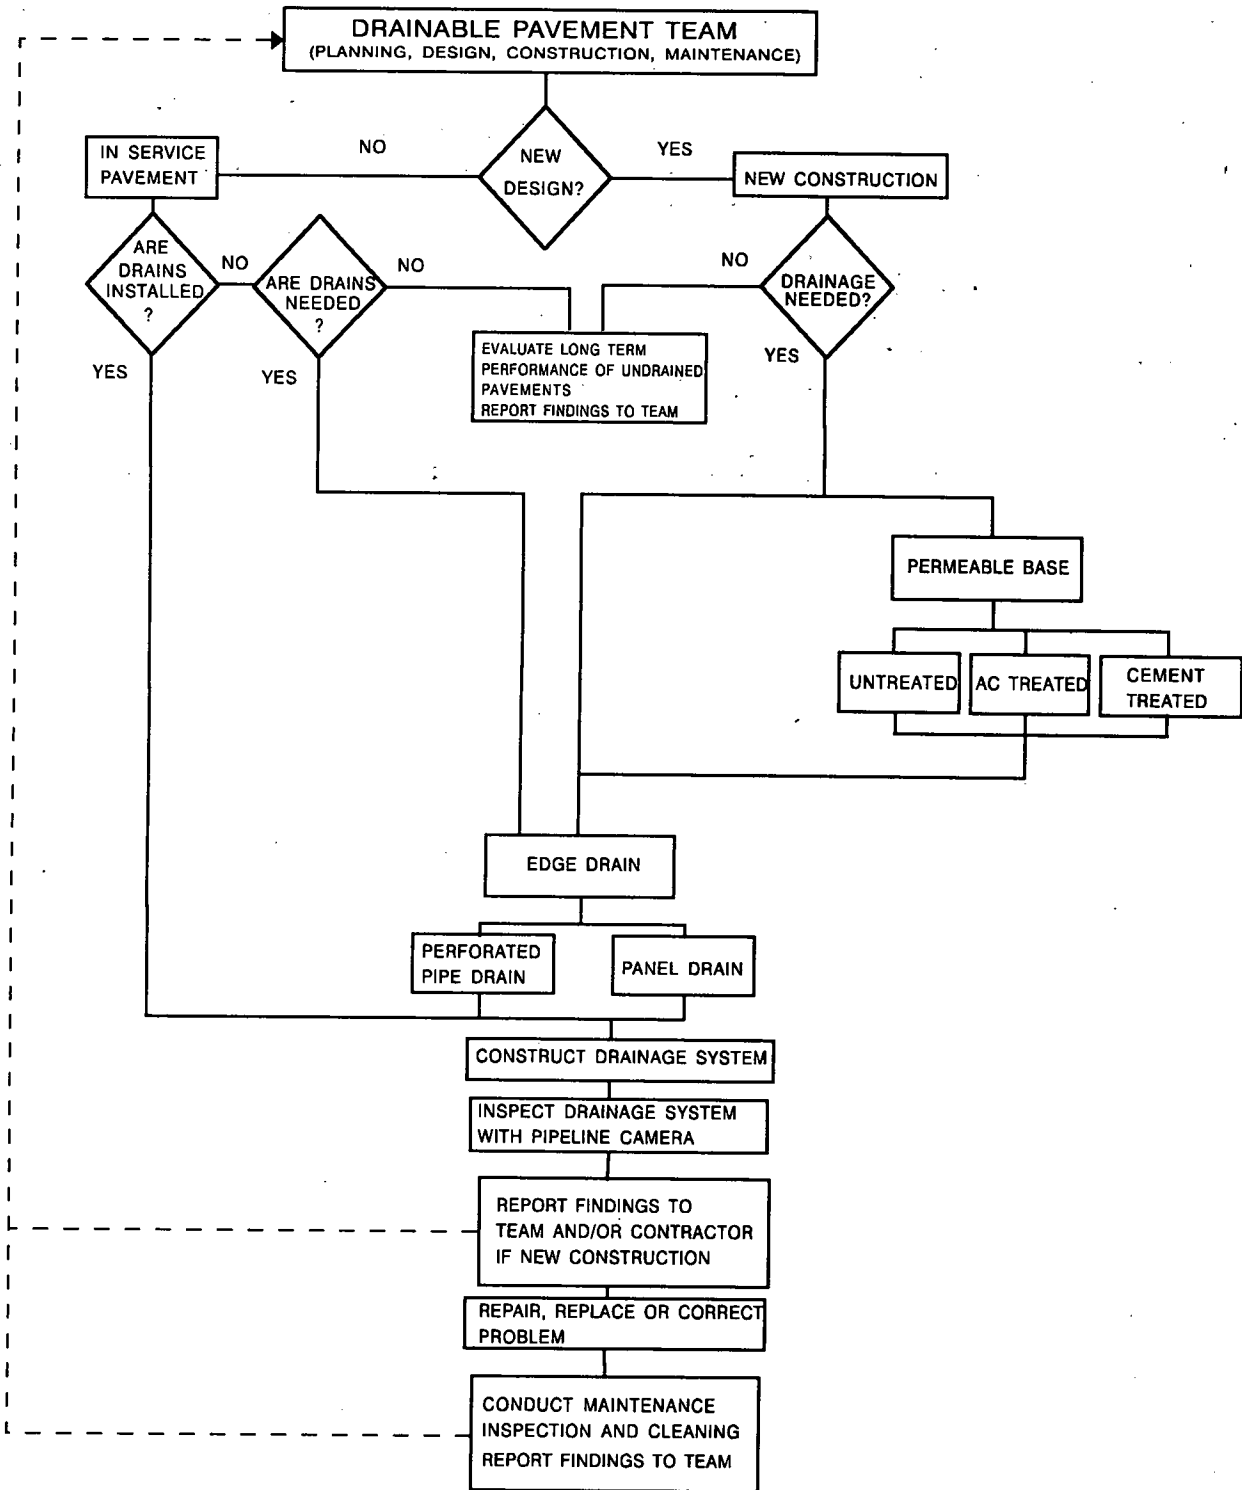 DRAINABLE PAVEMENT TEAM
(PLANNING, DESIGN, CONSTRUCTION, MAINTENANCE)
NO
YES
IN SERVICE
PAVEMENT
NEW
DESIGN?
NEW CONSTRUCTION
ARE
DRAINS
INSTALLED
?
NO
ARE DRAINS
NEEDED
?
NO
NO
DRAINAGE
NEEDED?
YES
YES
EVALUATE LONG TERM
PERFORMANCE OF UNDRAINED
PAVEMENTS
REPORT FINDINGS TO TEAM
YES
PERMEABLE BASE
UNTREATED
AC TREATED
CEMENT
TREATED
EDGE DRAIN
PERFORATED
PIPE DRAIN
PANEL DRAIN
CONSTRUCT DRAINAGE SYSTEM
INSPECT DRAINAGE SYSTEM
WITH PIPELINE CAMERA
REPORT FINDINGS TO
TEAM AND/OR CONTRACTOR
IF NEW CONSTRUCTION
REPAIR, REPLACE OR CORRECT
PROBLEM
CONDUCT MAINTENANCE
INSPECTION AND CLEANING
REPORT FINDINGS TO TEAM